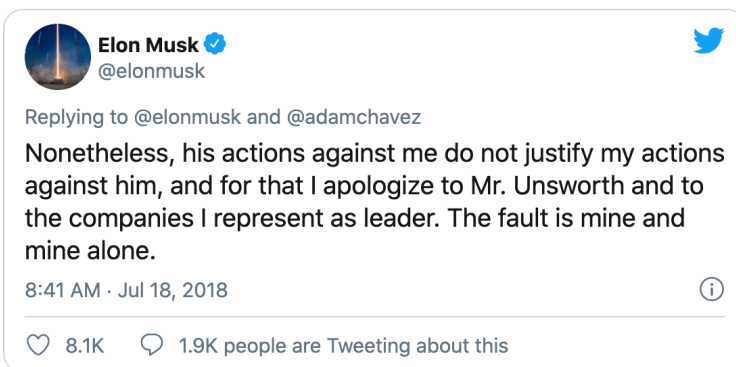 Elon Musk
@elonmusk
Replying to @elonmusk and @adamchavez
Nonetheless, his actions against me do not justify my actions
against him, and for that I apologize to Mr. Unsworth and to
the companies I represent as leader. The fault is mine and
mine alone.
8:41 AM · Jul 18, 2018
8.1K 1.9K people are Tweeting about this